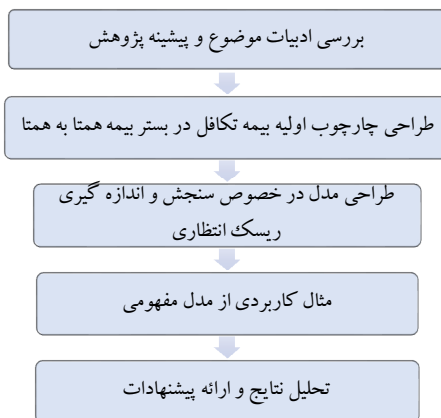 بررسی ادبیات موضوع و پیشینه پژوهش
طراحی چارچوب اولیه بیمه تکافل در بستر بیمه همتا به همتا
طراحی مدل در خصوص سنجش و اندازه گیری
ریسک انتظاری
مثال کاربردی از مدل مفهومی
تحلیل نتایج و ارائه پیشنهادات